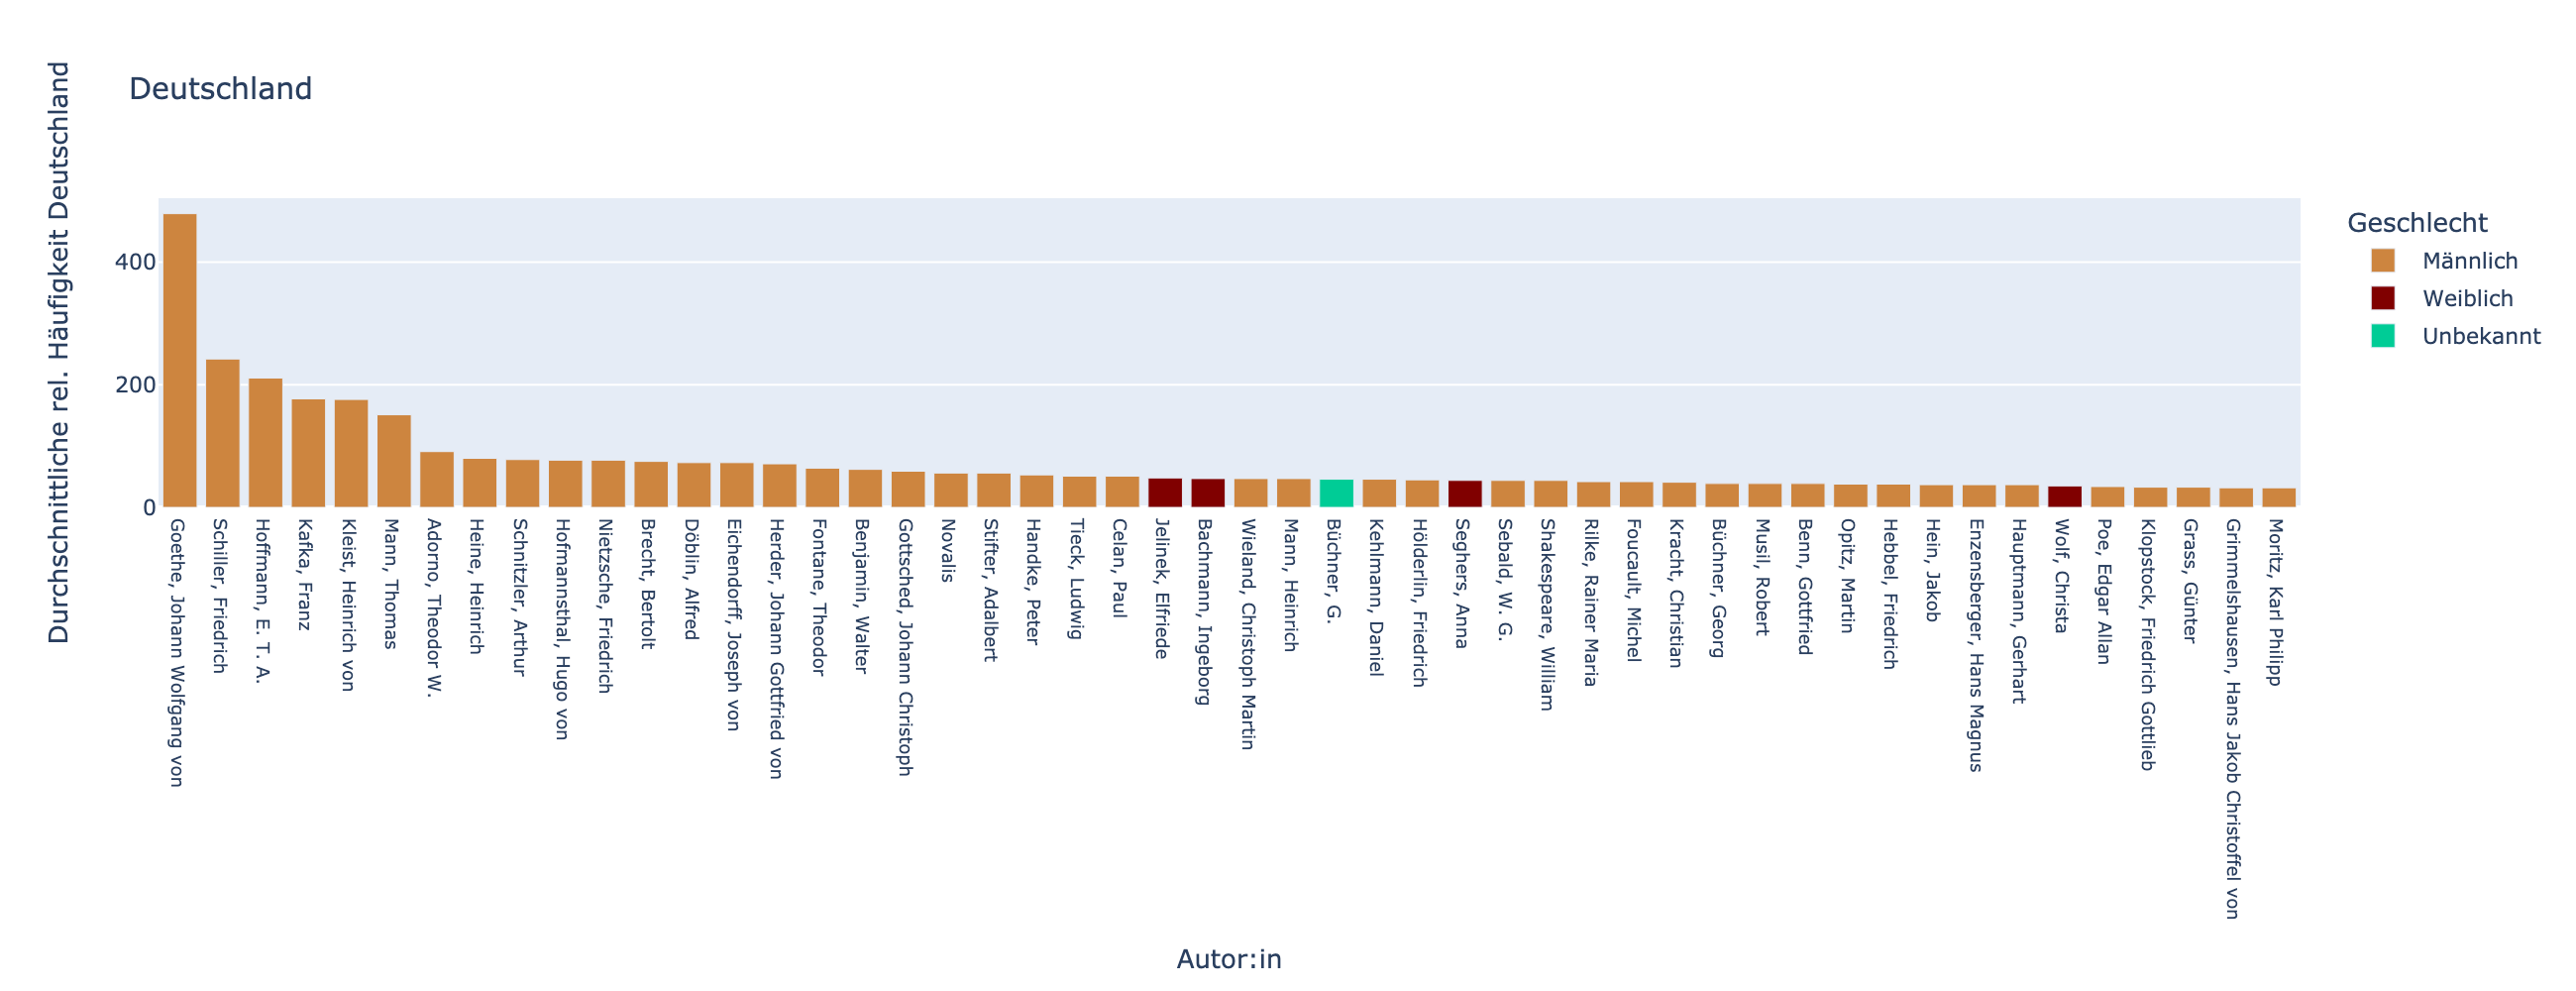 Deutschland
Durchschnittliche rel. Häufigkeit Deutschland
400
200
0
Goethe, Johann Wolfgang von
Schiller, Friedrich
Hoffmann, E. T. A.
Kafka, Franz
Kleist, Heinrich von
Mann, Thomas
Adorno, Theodor W.
Heine, Heinrich
Schnitzler, Arthur
Hofmannsthal, Hugo von
Nietzsche, Friedrich
Brecht, Bertolt
Döblin, Alfred
Eichendorff, Joseph von
Herder, Johann Gottfried von
Fontane, Theodor
Benjamin, Walter
Gottsched, Johann Christoph
Novalis
Stifter, Adalbert
Handke, Peter
Tieck, Ludwig
Celan, Paul
Jelinek, Elfriede
Bachmann, Ingeborg
Wieland, Christoph Martin
Mann, Heinrich
Büchner, G.
Kehlmann, Daniel
Hölderlin, Friedrich
Seghers, Anna
Sebald, W. G.
Shakespeare, William
Rilke, Rainer Maria
Foucault, Michel
Kracht, Christian
Büchner, Georg
Musil, Robert
Benn, Gottfried
Opitz, Martin
Hebbel, Friedrich
Hein, Jakob
Enzensberger, Hans Magnus
Hauptmann, Gerhart
Wolf, Christa
Poe, Edgar Allan
Klopstock, Friedrich Gottlieb
Grass, Günter
Grimmelshausen, Hans Jakob Christoffel von
Moritz, Karl Philipp
Autor:in
Geschlecht
Männlich
Weiblich
Unbekannt